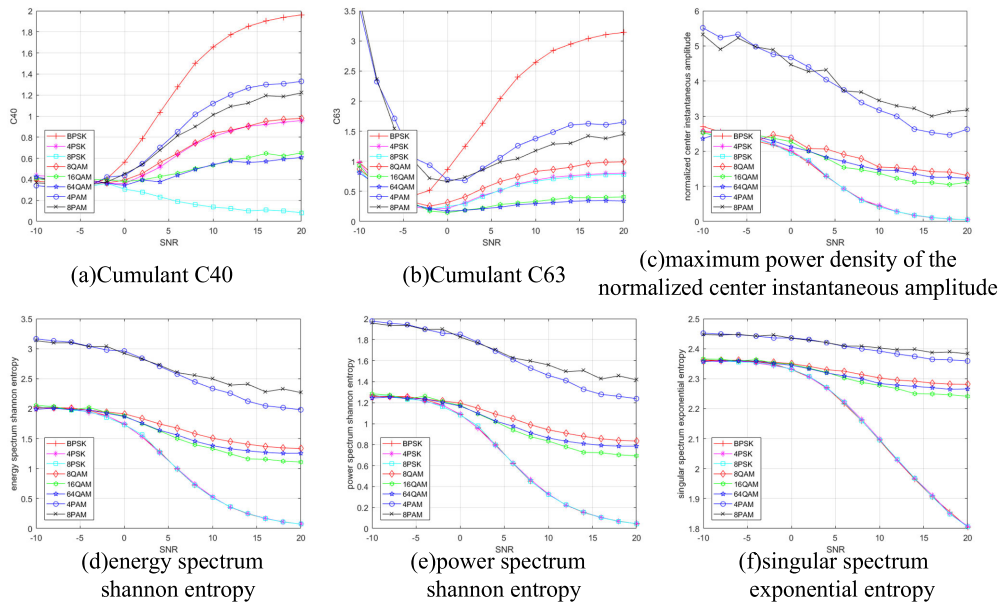 C40
2
1.8
1.6
1.4
1.2
1
0.8
0.6
0.4
0.2
0
BPSK
4PSK
8PSK
8QAM
16QAM
64QAM
4PAM
8PAM
-10 -5 0 5 10 15 20
SNR
(a)Cumulant C40
C63
3.5
3
2.5
2
1.5
1
0.5
0
BPSK
4PSK
8PSK
8QAM
16QAM
64QAM
4PAM
8PAM
-10 -5 0 5 10 15 20
SNR
(b)Cumulant C63
normalized center instantaneous amplitude
6
5
4
3
2
1
0
BPSK
4PSK
8PSK
8QAM
16QAM
64QAM
4PAM
8PAM
-10 -5 0 5 10 15 20
SNR
(c)maximum power density of the
normalized center instantaneous amplitude
energy spectrum shannon entropy
3.5
3
2.5
2
1.5
1
0.5
0
BPSK
4PSK
8PSK
8QAM
16QAM
64QAM
4PAM
8PAM
-10 -5 0 5 10 15 20
SNR
(d)energy spectrum
shannon entropy
power spectrum shannon entropy
2
1.8
1.6
1.4
1.2
1
0.8
0.6
0.4
0.2
0
BPSK
4PSK
8PSK
8QAM
16QAM
64QAM
4PAM
8PAM
-10 -5 0 5 10 15 20
SNR
(e)power spectrum
shannon entropy
singular spectrum exponential entropy
2.5
2.4
2.3
2.2
2.1
2
1.9
1.8
BPSK
4PSK
8PSK
8QAM
16QAM
64QAM
4PAM
8PAM
-10 -5 0 5 10 15 20
SNR
(f)singular spectrum
exponential entropy